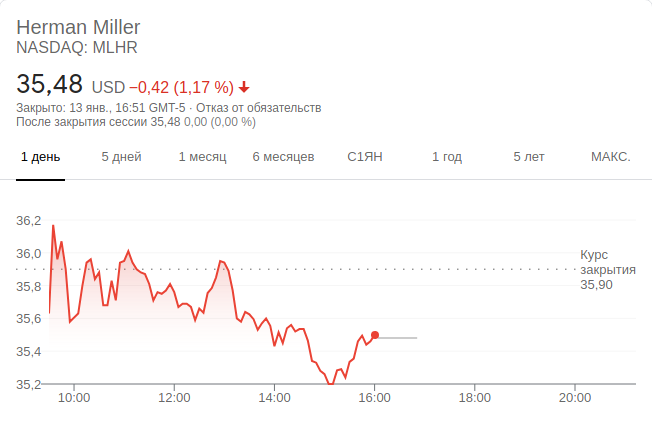 Herman Miller
NASDAQ: MLHR
35,48 USD −0,42 (1,17 %)
Закрыто: 13 янв., 16:51 GMT-5 · Отказ от обязательств
После закрытия сессии 35,48 0,00 (0,00 %)
1 день 5 дней 1 месяц 6 месяцев С1ЯН 1 год 5 лет МАКС.
36,2
36,0
35,8
35,6
35,4
35,2
Курс
закрытия
35,90
10:00 12:00 14:00 16:00 18:00 20:00